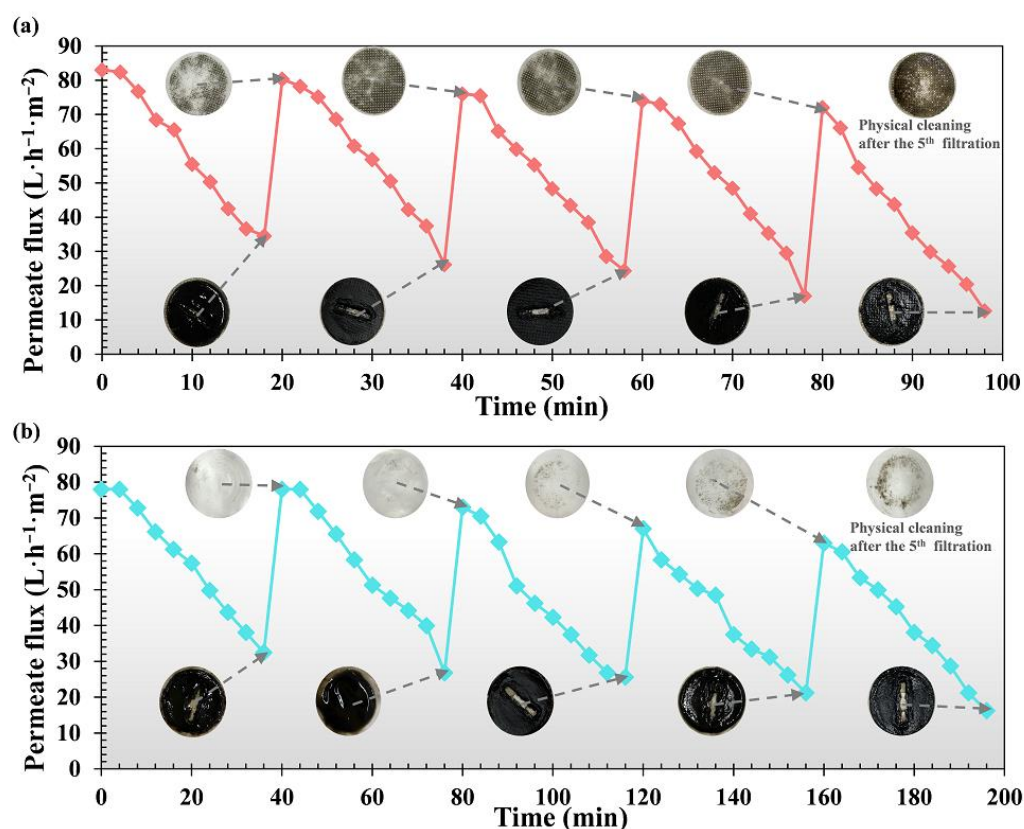 (a)
Permeate flux (L·h⁻¹·m⁻²)
90
80
70
60
50
40
30
20
10
0
Physical cleaning
after the 5th filtration
0 10 20 30 40 50 60 70 80 90 100
Time (min)
(b)
Permeate flux (L·h⁻¹·m⁻²)
90
80
70
60
50
40
30
20
10
0
Physical cleaning
after the 5th filtration
0 20 40 60 80 100 120 140 160 180 200
Time (min)